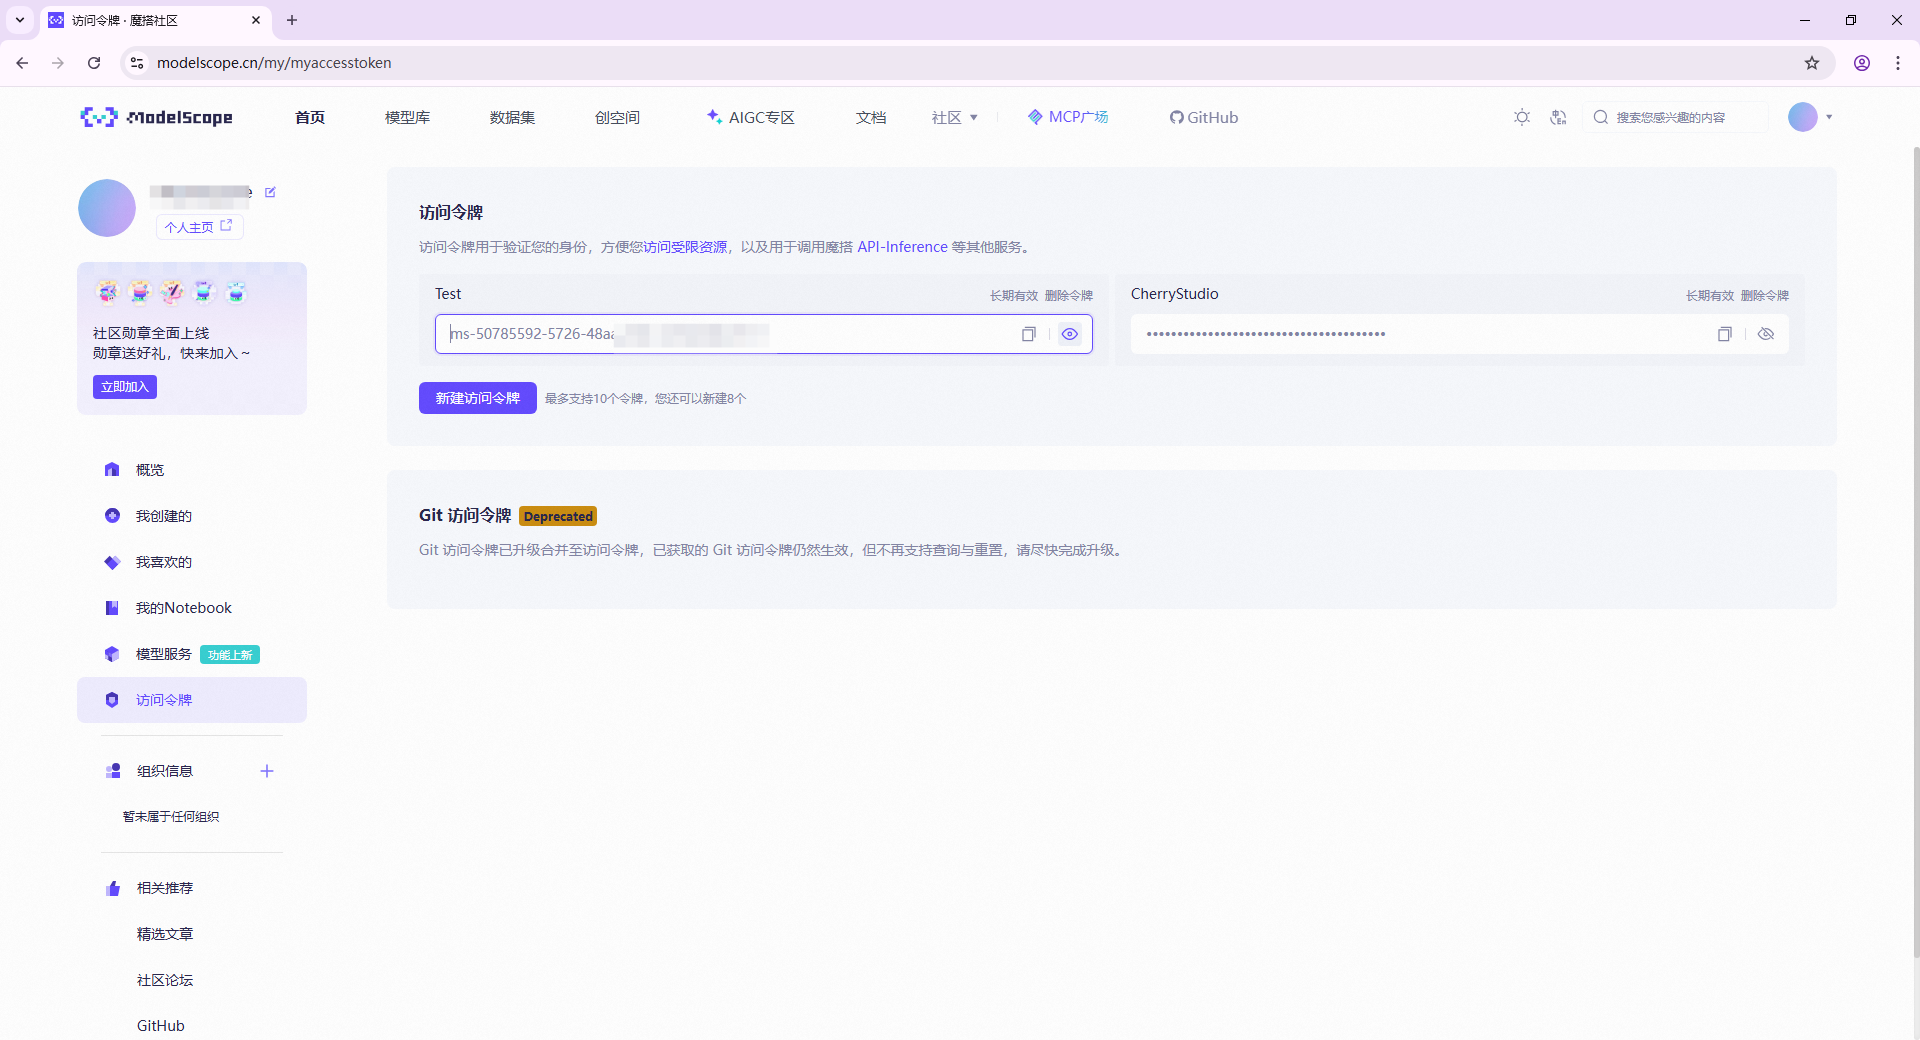 访问令牌 · 魔搭社区
modelscope.cn/my/myaccesstoken
ModelScope
首页
模型库
数据集
创空间
AIGC专区
文档
社区
MCP广场
GitHub
搜索您感兴趣的内容
个人主页
社区勋章全面上线
勋章送好礼，快来加入～
立即加入
概览
我创建的
我喜欢的
我的Notebook
模型服务 功能上新
访问令牌
组织信息
暂未属于任何组织
相关推荐
精选文章
社区论坛
GitHub
访问令牌
访问令牌用于验证您的身份，方便您访问受限资源，以及用于调用魔搭 API-Inference 等其他服务。
Test
长期有效 删除令牌
ms-50785592-5726-48a
CherryStudio
长期有效 删除令牌
新建访问令牌 最多支持10个令牌，您还可以新建8个
Git 访问令牌 Deprecated
Git 访问令牌已升级合并至访问令牌，已获取的 Git 访问令牌仍然生效，但不再支持查询与重置，请尽快完成升级。